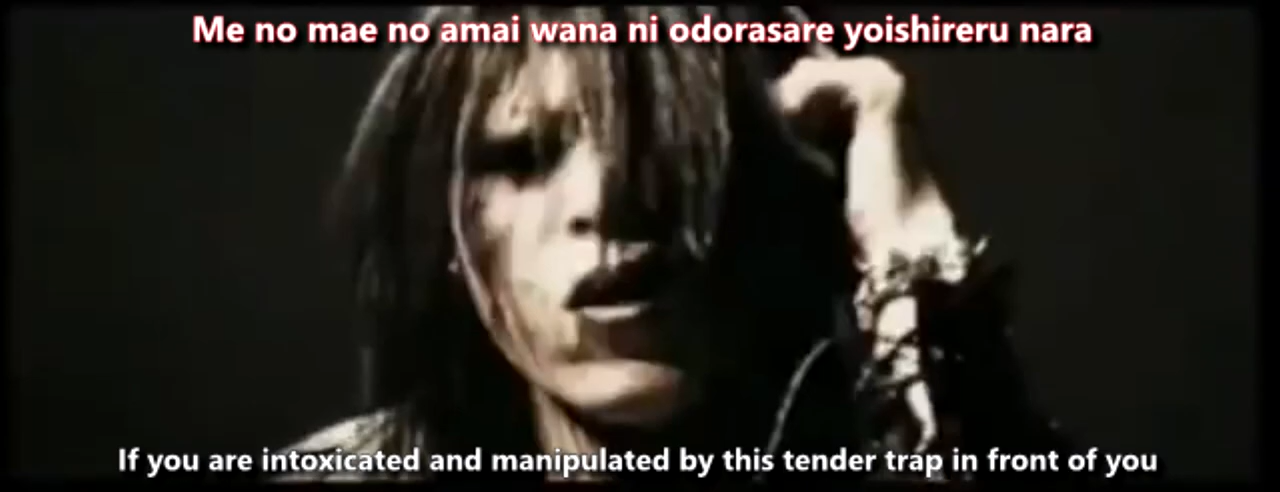 Me no mae no amai wana ni odorasare yoishireru nara
If you are intoxicated and manipulated by this tender trap in front of you